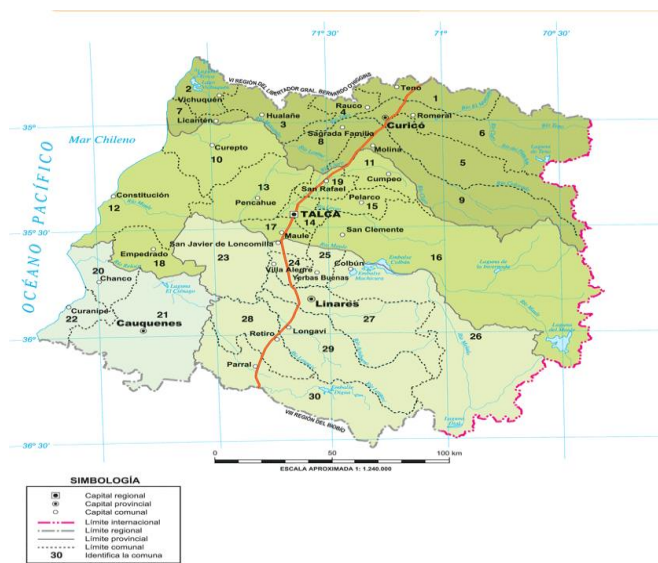 71° 30'
71°
70° 30'
VI REGIÓN DEL LIBERTADOR GRAL. BERNARDO O'HIGGINS
Teno
1
2
Vichuquén
7
Licantén
Hualañe
3
Rauco
4
Curicó
Romeral
6
Río Teno
35°
Sagrada Familia
8
Molina
5
Mar Chileno
Curepto
10
11
Cumpeo
9
OCÉANO PACÍFICO
Constitución
12
13
Pencahue
19
San Rafael
Pelarco
15
TALCA
14
35° 30'
17
Maule
San Clemente
San Javier de Loncomilla
Empedrado
18
23
24
25
Villa Alegre
Colbún
Yerbas Buenas
16
20
Chanco
Linares
Curanipe
22
21
Cauquenes
28
27
26
Longaví
Retiro
36°
29
Parral
30
VIII REGIÓN DEL BIOBÍO
36° 30'
0
50
100 km
ESCALA APROXIMADA 1: 1.240.000
SIMBOLOGÍA
Capital regional
Capital provincial
Capital comunal
Límite internacional
Límite regional
Límite provincial
Límite comunal
30 Identifica la comuna